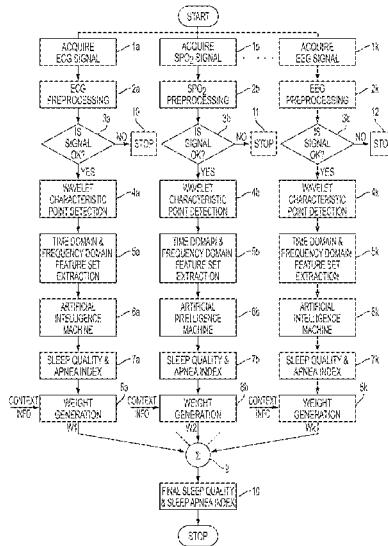 START
ACQUIRE ECG SIGNAL 1a
ACQUIRE SPO2 SIGNAL 1b
ACQUIRE EEG SIGNAL 1k
ECG PREPROCESSING 2a
SPO2 PREPROCESSING 2b
EEG PREPROCESSING 2k
IS SIGNAL OK? 3a NO STOP 10
IS SIGNAL OK? 3b NO STOP 11
IS SIGNAL OK? 3k NO STOP 12
YES
YES
YES
WAVELET CHARACTERISTIC POINT DETECTION 4a
WAVELET CHARACTERISTIC POINT DETECTION 4b
WAVELET CHARACTERISTIC POINT DETECTION 4k
TIME DOMAIN & FREQUENCY DOMAIN FEATURE SET EXTRACTION 5a
TIME DOMAIN & FREQUENCY DOMAIN FEATURE SET EXTRACTION 5b
TIME DOMAIN & FREQUENCY DOMAIN FEATURE SET EXTRACTION 5k
ARTIFICIAL INTELLIGENCE MACHINE 6a
ARTIFICIAL INTELLIGENCE MACHINE 6b
ARTIFICIAL INTELLIGENCE MACHINE 6k
SLEEP QUALITY & APNEA INDEX 7a
SLEEP QUALITY & APNEA INDEX 7b
SLEEP QUALITY & APNEA INDEX 7k
CONTEXT INFO WEIGHT GENERATION 8a
CONTEXT INFO WEIGHT GENERATION 8b
CONTEXT INFO WEIGHT GENERATION 8k
W1
W2
Σ 9
FINAL SLEEP QUALITY & SLEEP APNEA INDEX 10
STOP